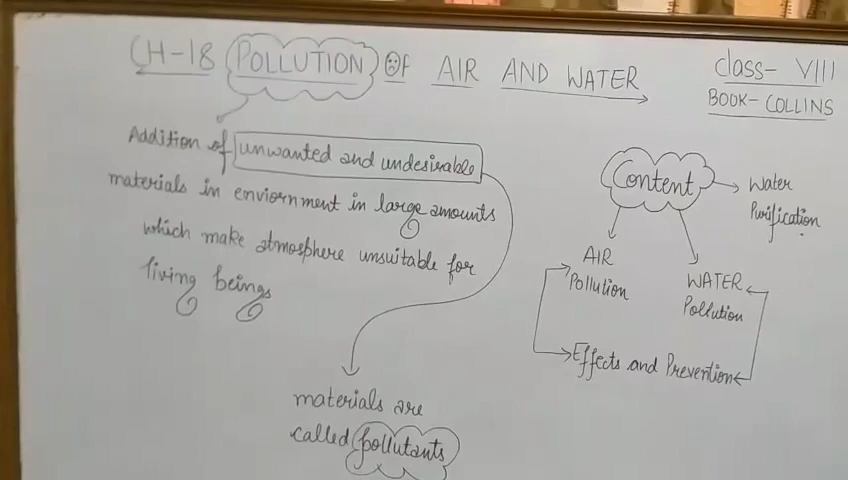 CH-18 POLLUTION Of AIR AND WATER
Class- VIII
BOOK- COLLINS
Addition of unwanted and undesirable
materials in enviornment in large amounts
which make atmosphere unsuitable for
living beings
materials are
called pollutants
Content
Water
Purification
AIR
Pollution
WATER
Pollution
Effects and Prevention